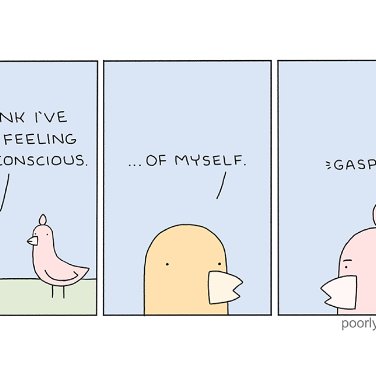 NK I'VE
FEELING
CONSCIOUS.
...OF MYSELF.
GASP
poorly